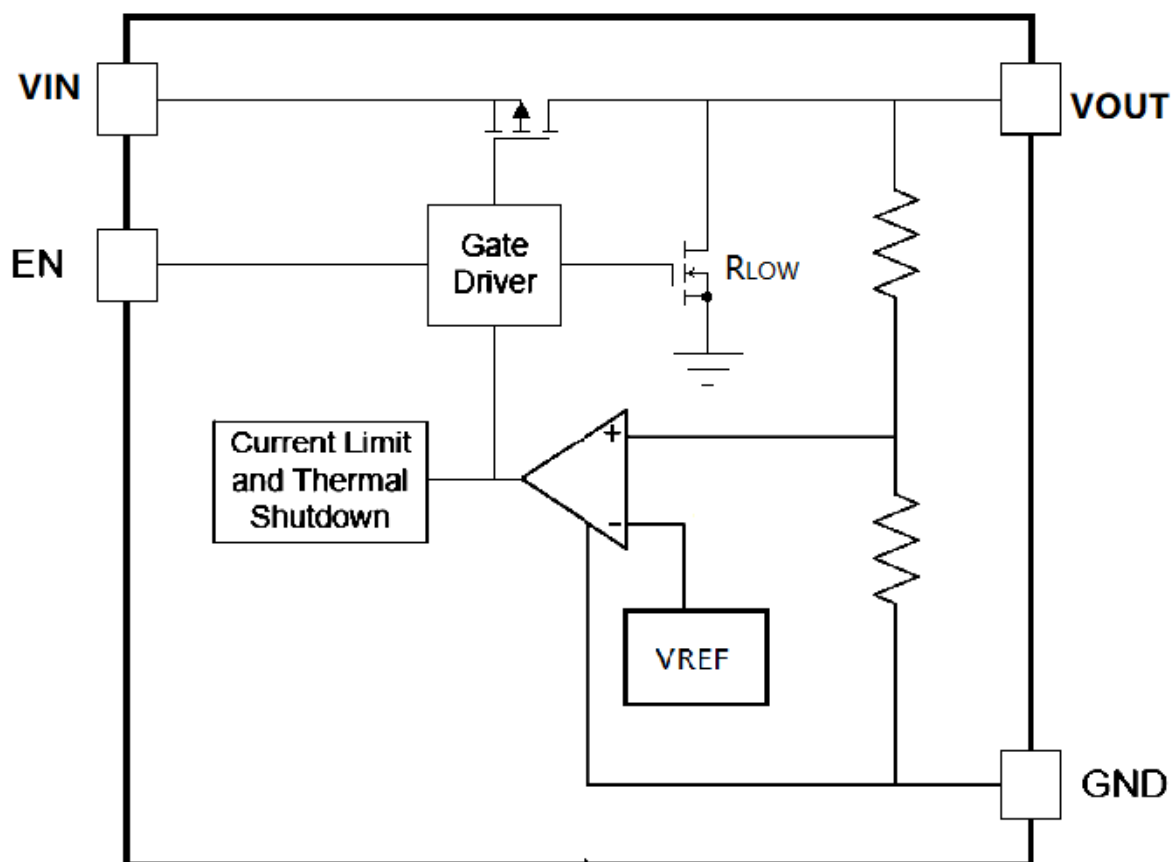 VIN
VOUT
EN
Gate
Driver
RLOW
Current Limit
and Thermal
Shutdown
+
-
VREF
GND